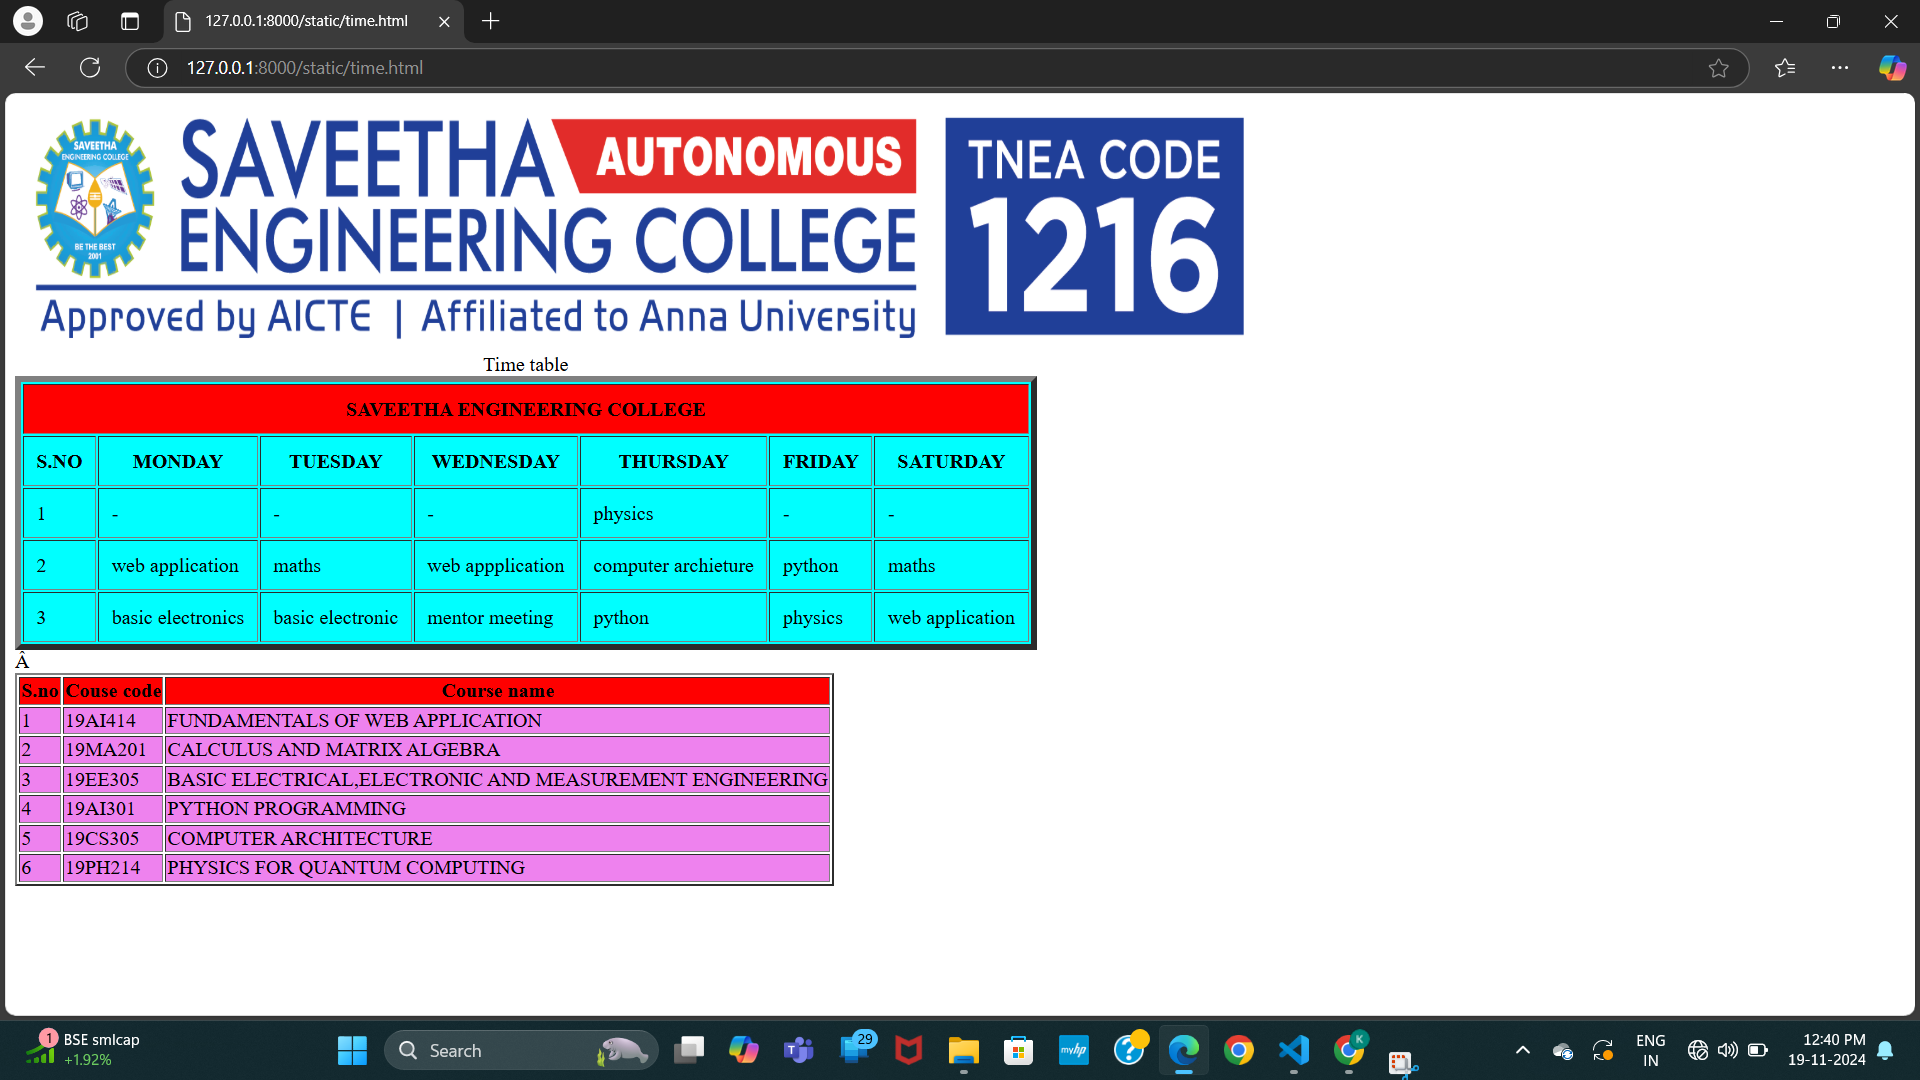 127.0.0.1:8000/static/time.html
127.0.0.1:8000/static/time.html
SAVEETHA
ENGINEERING COLLEGE
BE THE BEST
2001
SAVEETHA AUTONOMOUS
ENGINEERING COLLEGE
Approved by AICTE | Affiliated to Anna University
TNEA CODE
1216
Time table
SAVEETHA ENGINEERING COLLEGE
S.NO MONDAY TUESDAY WEDNESDAY THURSDAY FRIDAY SATURDAY
1 - - - physics - -
2 web application maths web appplication computer archieture python maths
3 basic electronics basic electronic mentor meeting python physics web application
Â
S.no Couse code Course name
1 19AI414 FUNDAMENTALS OF WEB APPLICATION
2 19MA201 CALCULUS AND MATRIX ALGEBRA
3 19EE305 BASIC ELECTRICAL,ELECTRONIC AND MEASUREMENT ENGINEERING
4 19AI301 PYTHON PROGRAMMING
5 19CS305 COMPUTER ARCHITECTURE
6 19PH214 PHYSICS FOR QUANTUM COMPUTING
1 BSE smlcap
+1.92%
Search
29
myhp
K
ENG
IN
12:40 PM
19-11-2024